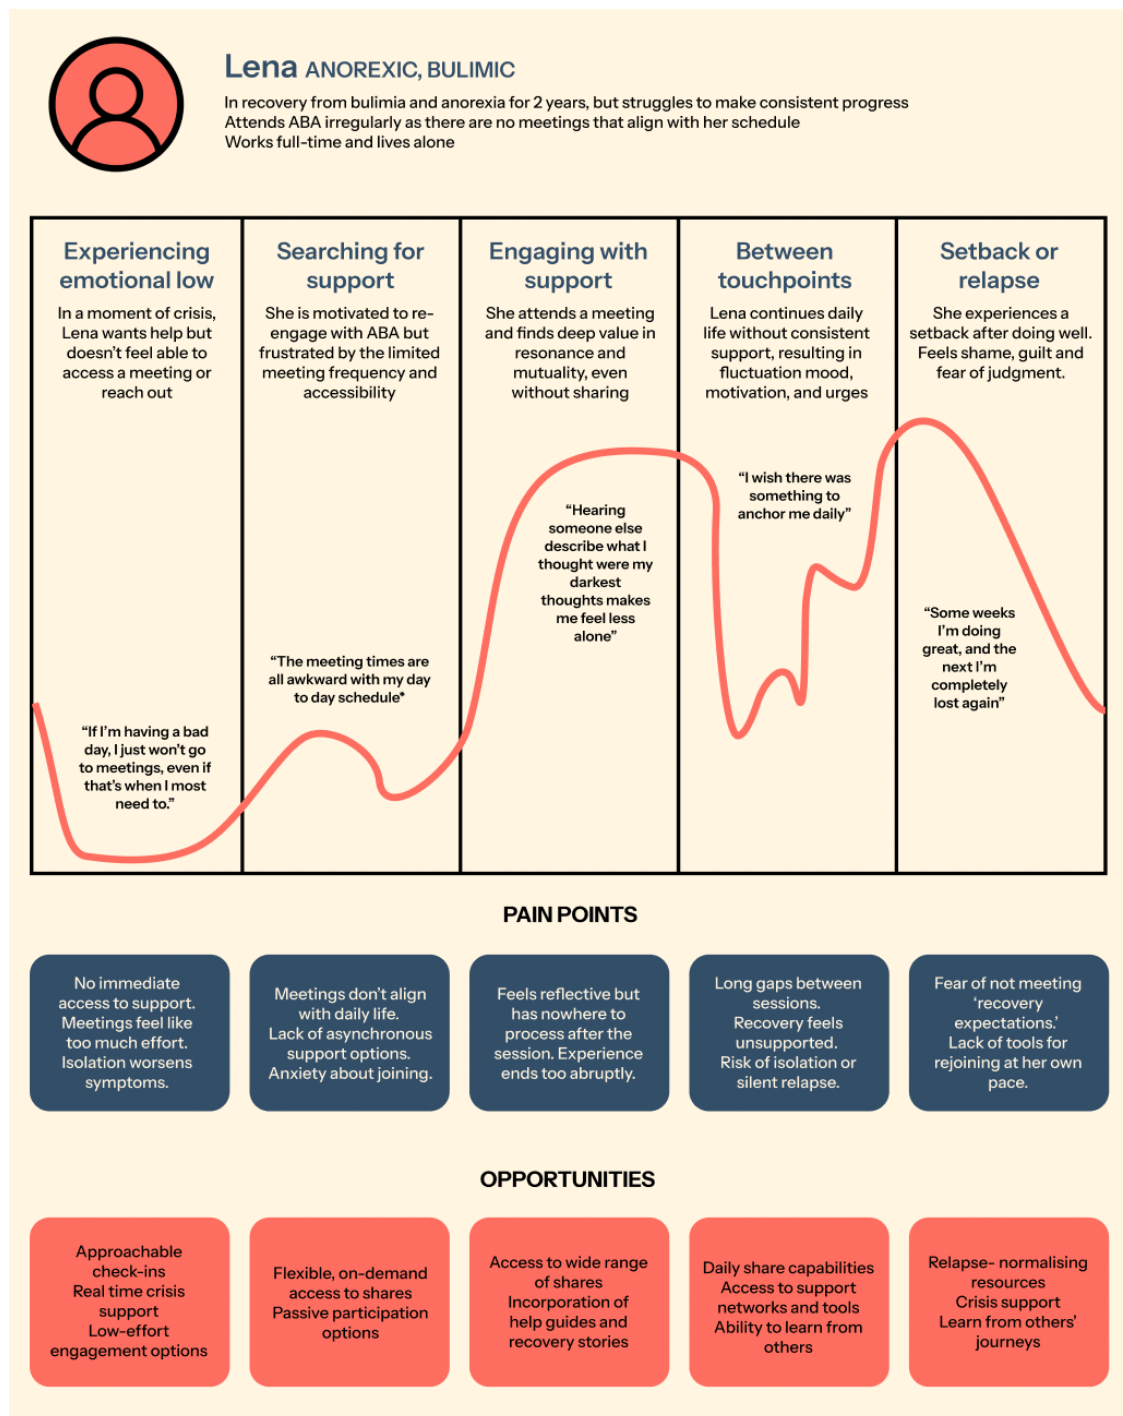 Lena ANOREXIC, BULIMIC
In recovery from bulimia and anorexia for 2 years, but struggles to make consistent progress
Attends ABA irregularly as there are no meetings that align with her schedule
Works full-time and lives alone
Experiencing
emotional low
In a moment of crisis,
Lena wants help but
doesn't feel able to
access a meeting or
reach out
"If I'm having a bad
day, I just won't go
to meetings, even if
that's when I most
need to."
Searching for
support
She is motivated to re-
engage with ABA but
frustrated by the limited
meeting frequency and
accessibility
"The meeting times are
all awkward with my day
to day schedule"
Engaging with
support
She attends a meeting
and finds deep value in
resonance and
mutuality, even
without sharing
"Hearing
someone else
describe what I
thought were my
darkest
thoughts makes
me feel less
alone"
Between
touchpoints
Lena continues daily
life without consistent
support, resulting in
fluctuation mood,
motivation, and urges
"I wish there was
something to
anchor me daily"
Setback or
relapse
She experiences a
setback after doing well.
Feels shame, guilt and
fear of judgment.
"Some weeks
I'm doing
great, and the
next I'm
completely
lost again"
PAIN POINTS
No immediate
access to support.
Meetings feel like
too much effort.
Isolation worsens
symptoms.
Meetings don't align
with daily life.
Lack of asynchronous
support options.
Anxiety about joining.
Feels reflective but
has nowhere to
process after the
session. Experience
ends too abruptly.
Long gaps between
sessions.
Recovery feels
unsupported.
Risk of isolation or
silent relapse.
Fear of not meeting
'recovery
expectations.'
Lack of tools for
rejoining at her own
pace.
OPPORTUNITIES
Approachable
check-ins
Real time crisis
support
Low-effort
engagement options
Flexible, on-demand
access to shares
Passive participation
options
Access to wide range
of shares
Incorporation of
help guides and
recovery stories
Daily share capabilities
Access to support
networks and tools
Ability to learn from
others
Relapse- normalising
resources
Crisis support
Learn from others'
journeys